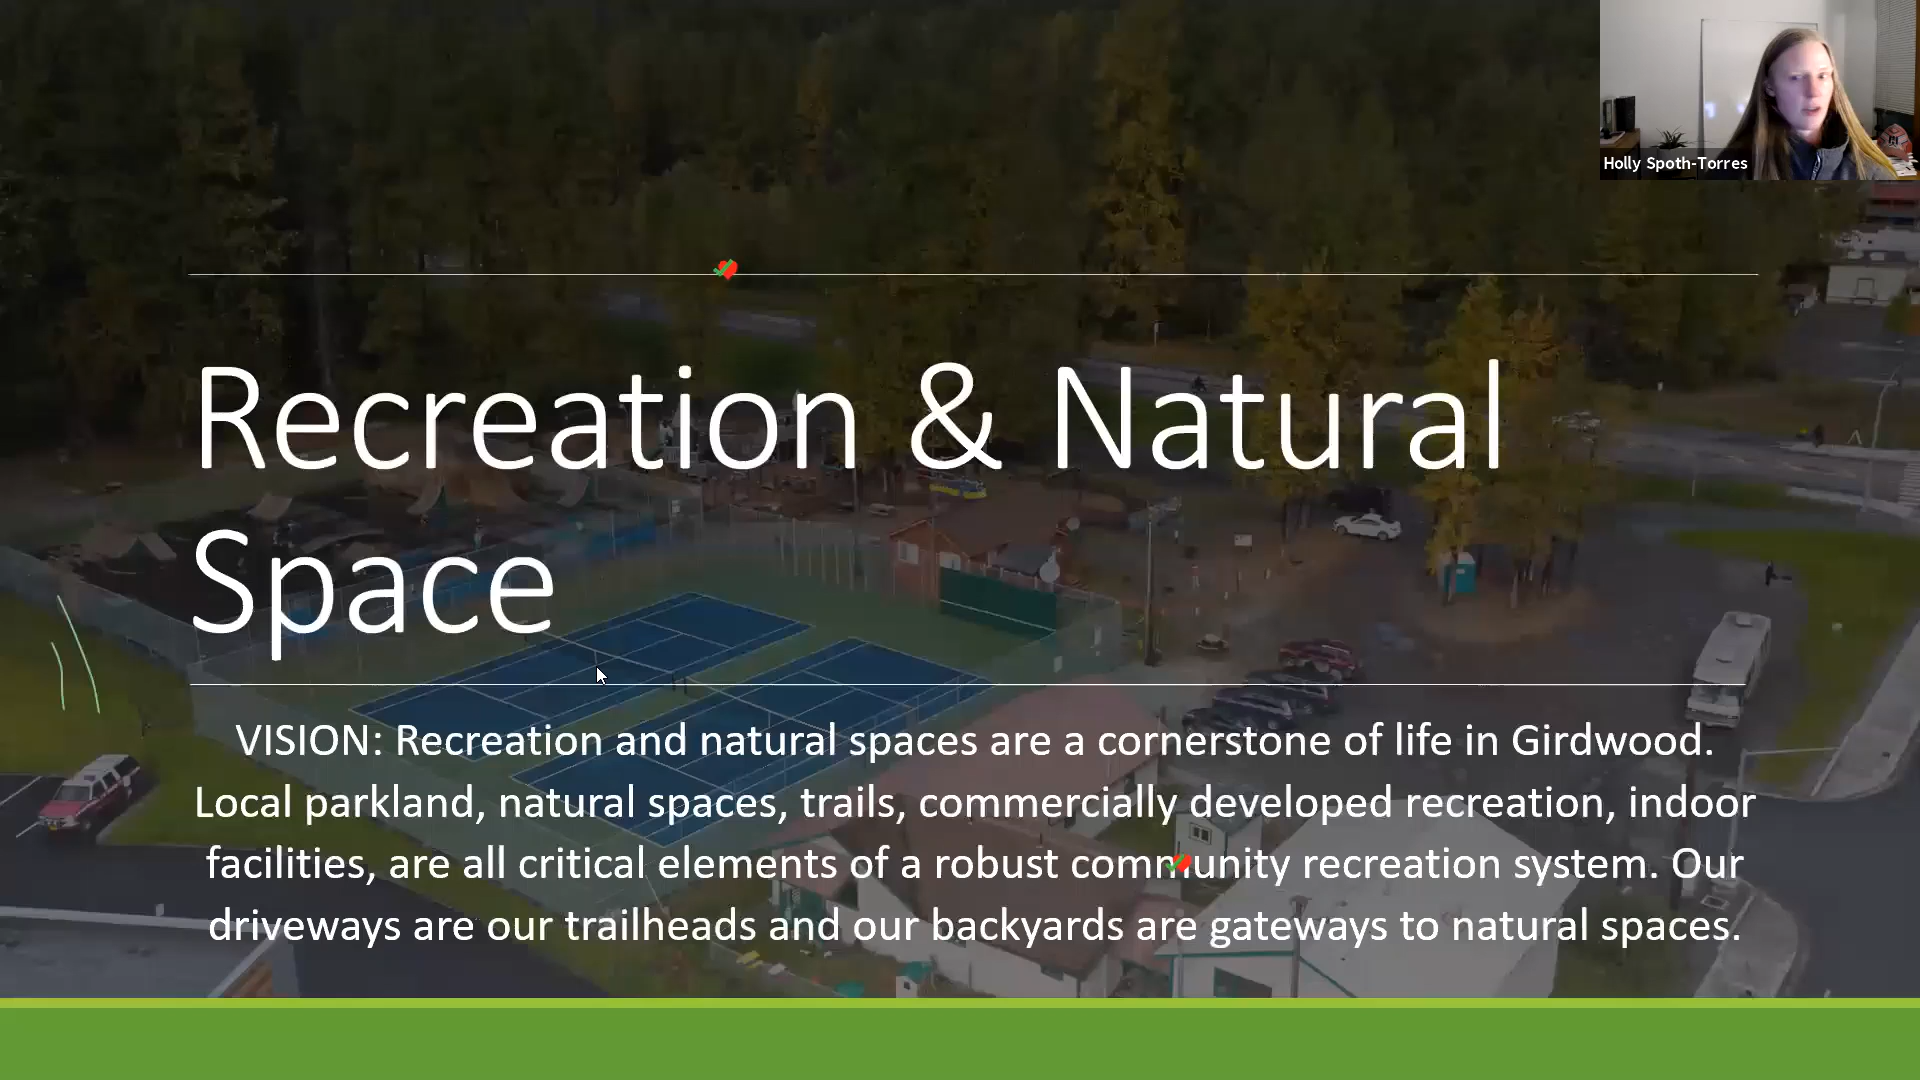 Holly Spoth-Torres
Recreation & Natural
Space
VISION: Recreation and natural spaces are a cornerstone of life in Girdwood.
Local parkland, natural spaces, trails, commercially developed recreation, indoor
facilities, are all critical elements of a robust community recreation system. Our
driveways are our trailheads and our backyards are gateways to natural spaces.